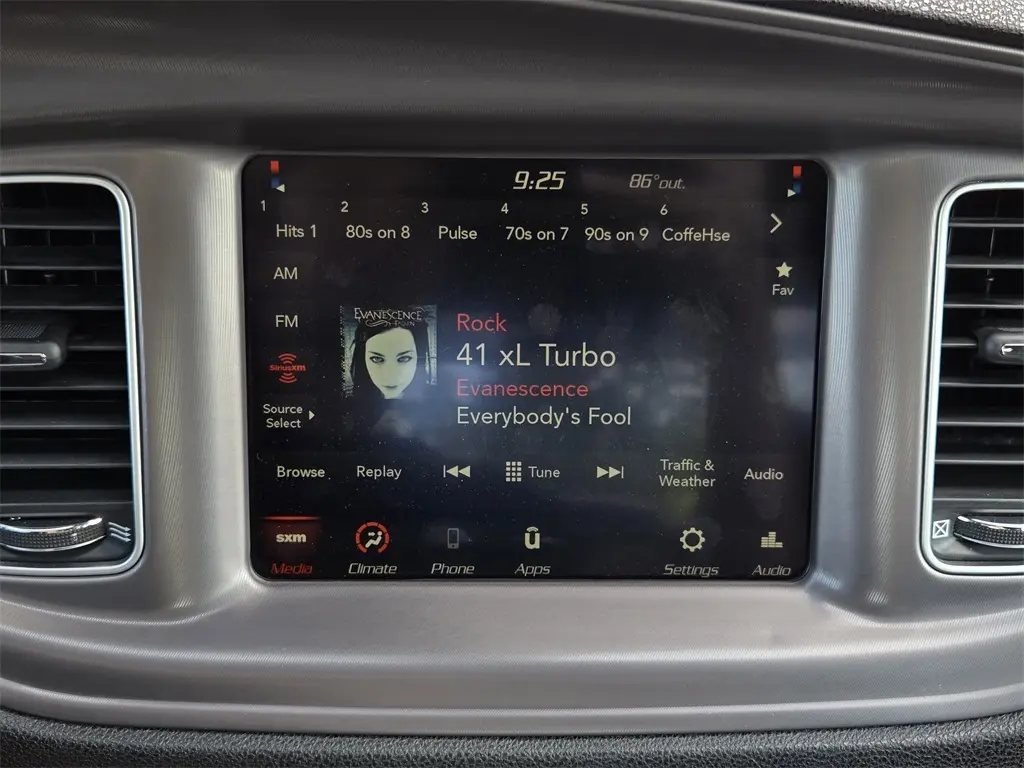 9:25 86°out.
1 2 3 4 5 6
Hits 1 80s on 8 Pulse 70s on 7 90s on 9 CoffeHse
AM
Fav
FM
EVANESCENCE
FALLEN
Rock
41 xL Turbo
SiriusXM
Evanescence
Everybody's Fool
Source
Select
Browse Replay Tune Traffic &
Weather Audio
sxm
Media Climate Phone Apps Settings Audio